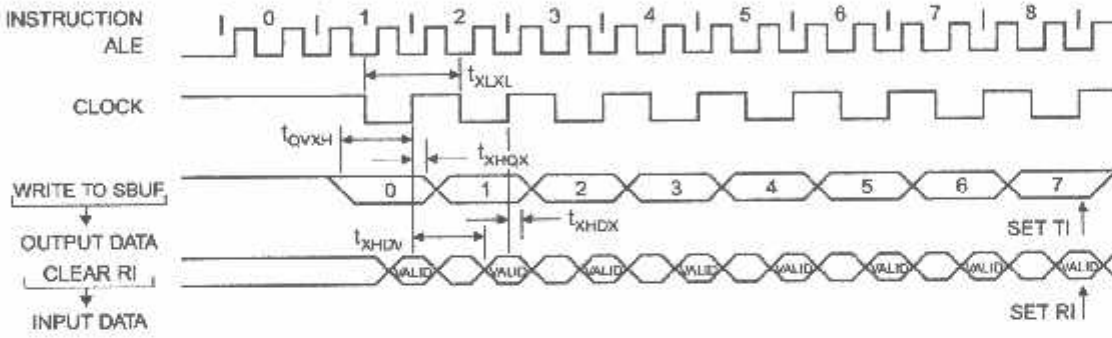 INSTRUCTION
0 1 2 3 4 5 6 7 8
ALE
tXLXL
CLOCK
tQVXH
tXHQX
WRITE TO SBUF
0 1 2 3 4 5 6 7
tXHDX
SET TI
tXHDV
OUTPUT DATA
CLEAR RI
VALID VALID VALID VALID VALID VALID VALID VALID
SET RI
INPUT DATA